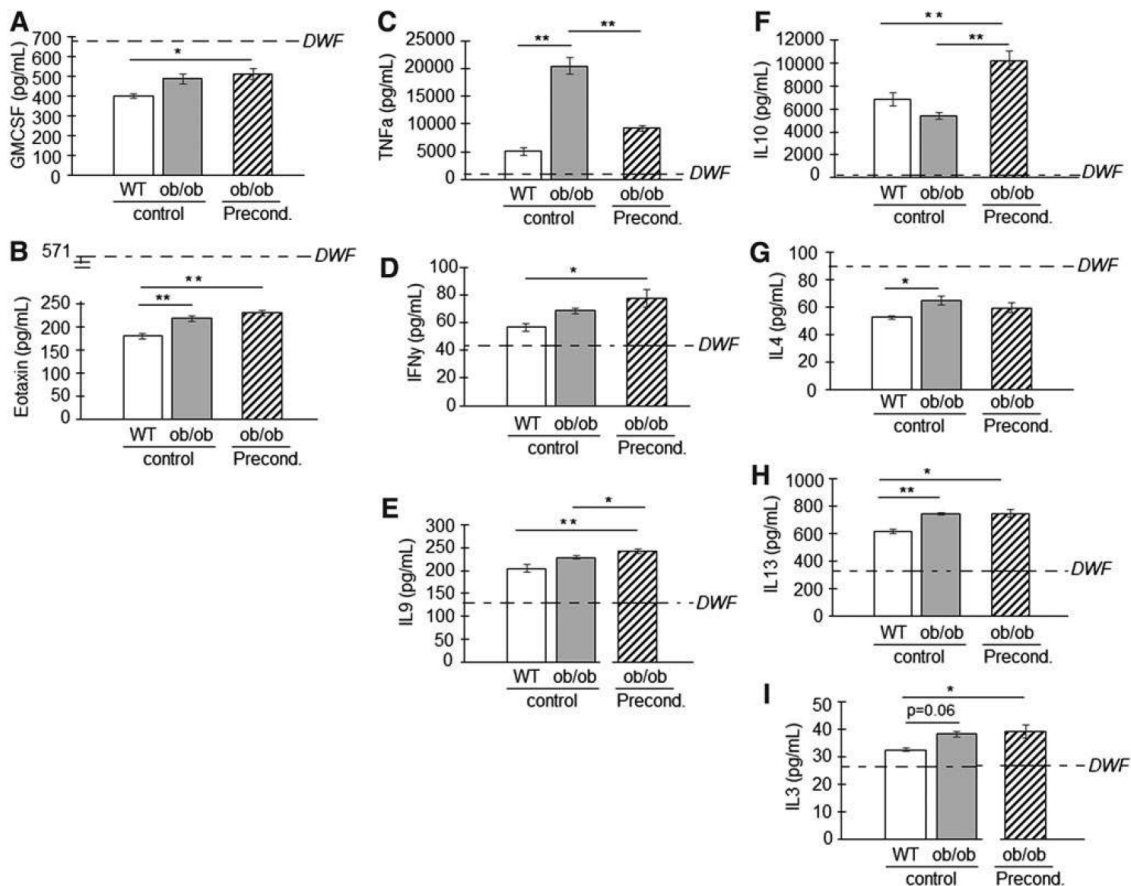 A
GMCSF (pg/mL)
700
600
500
400
300
200
100
0
DWF
*
WT ob/ob ob/ob
control Precond.
B
Eotaxin (pg/mL)
571
250
200
150
100
50
0
DWF
**
**
WT ob/ob ob/ob
control Precond.
C
TNFa (pg/mL)
25000
20000
15000
10000
5000
0
**
**
DWF
WT ob/ob ob/ob
control Precond.
D
IFNy (pg/mL)
100
80
60
40
20
0
*
DWF
WT ob/ob ob/ob
control Precond.
E
IL9 (pg/mL)
300
250
200
150
100
50
0
*
**
DWF
WT ob/ob ob/ob
control Precond.
F
IL10 (pg/mL)
12000
10000
8000
6000
4000
2000
0
**
**
DWF
WT ob/ob ob/ob
control Precond.
G
IL4 (pg/mL)
100
80
60
40
20
0
DWF
*
WT ob/ob ob/ob
control Precond.
H
IL13 (pg/mL)
1000
800
600
400
200
0
*
**
DWF
WT ob/ob ob/ob
control Precond.
I
IL3 (pg/mL)
50
40
30
20
10
0
*
p=0.06
DWF
WT ob/ob ob/ob
control Precond.